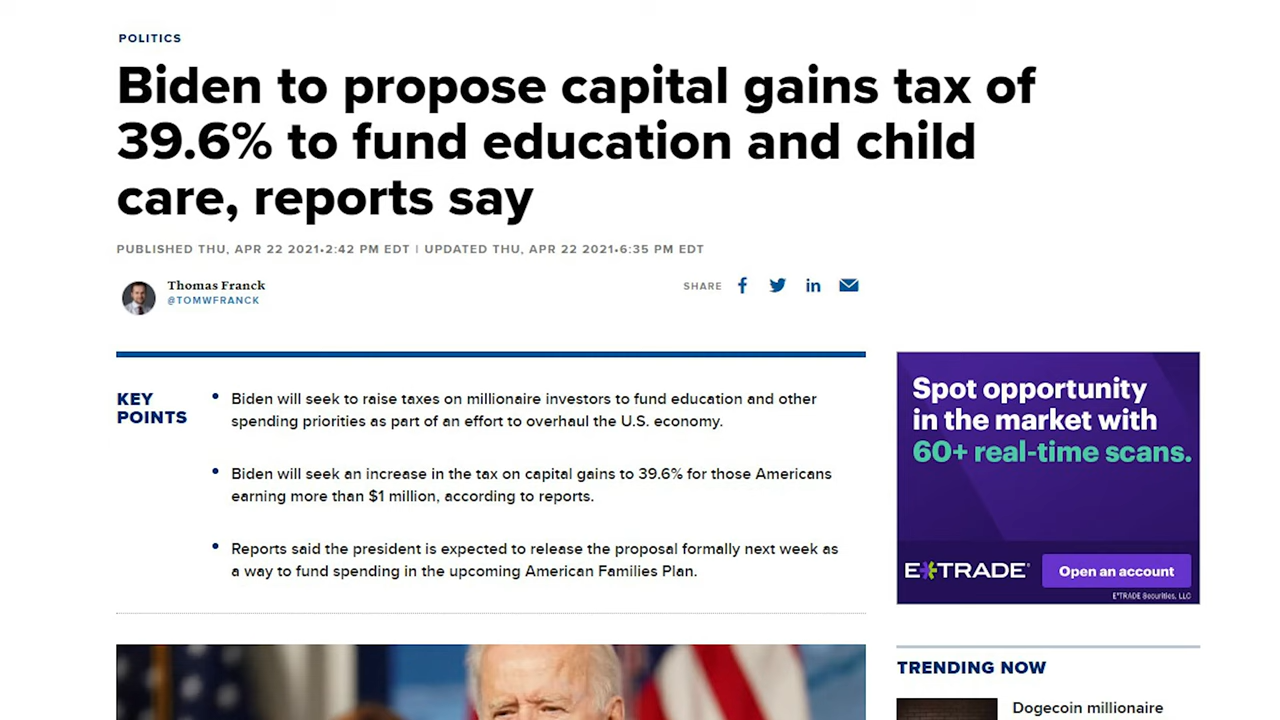 POLITICS
Biden to propose capital gains tax of
39.6% to fund education and child
care, reports say
PUBLISHED THU, APR 22 2021•2:42 PM EDT | UPDATED THU, APR 22 2021•6:35 PM EDT
Thomas Franck
@TOMWFRANCK
SHARE
KEY
POINTS
• Biden will seek to raise taxes on millionaire investors to fund education and other
spending priorities as part of an effort to overhaul the U.S. economy.
• Biden will seek an increase in the tax on capital gains to 39.6% for those Americans
earning more than $1 million, according to reports.
• Reports said the president is expected to release the proposal formally next week as
a way to fund spending in the upcoming American Families Plan.
Spot opportunity
in the market with
60+ real-time scans.
E*TRADE®
Open an account
E*TRADE Securities, LLC
TRENDING NOW
Dogecoin millionaire